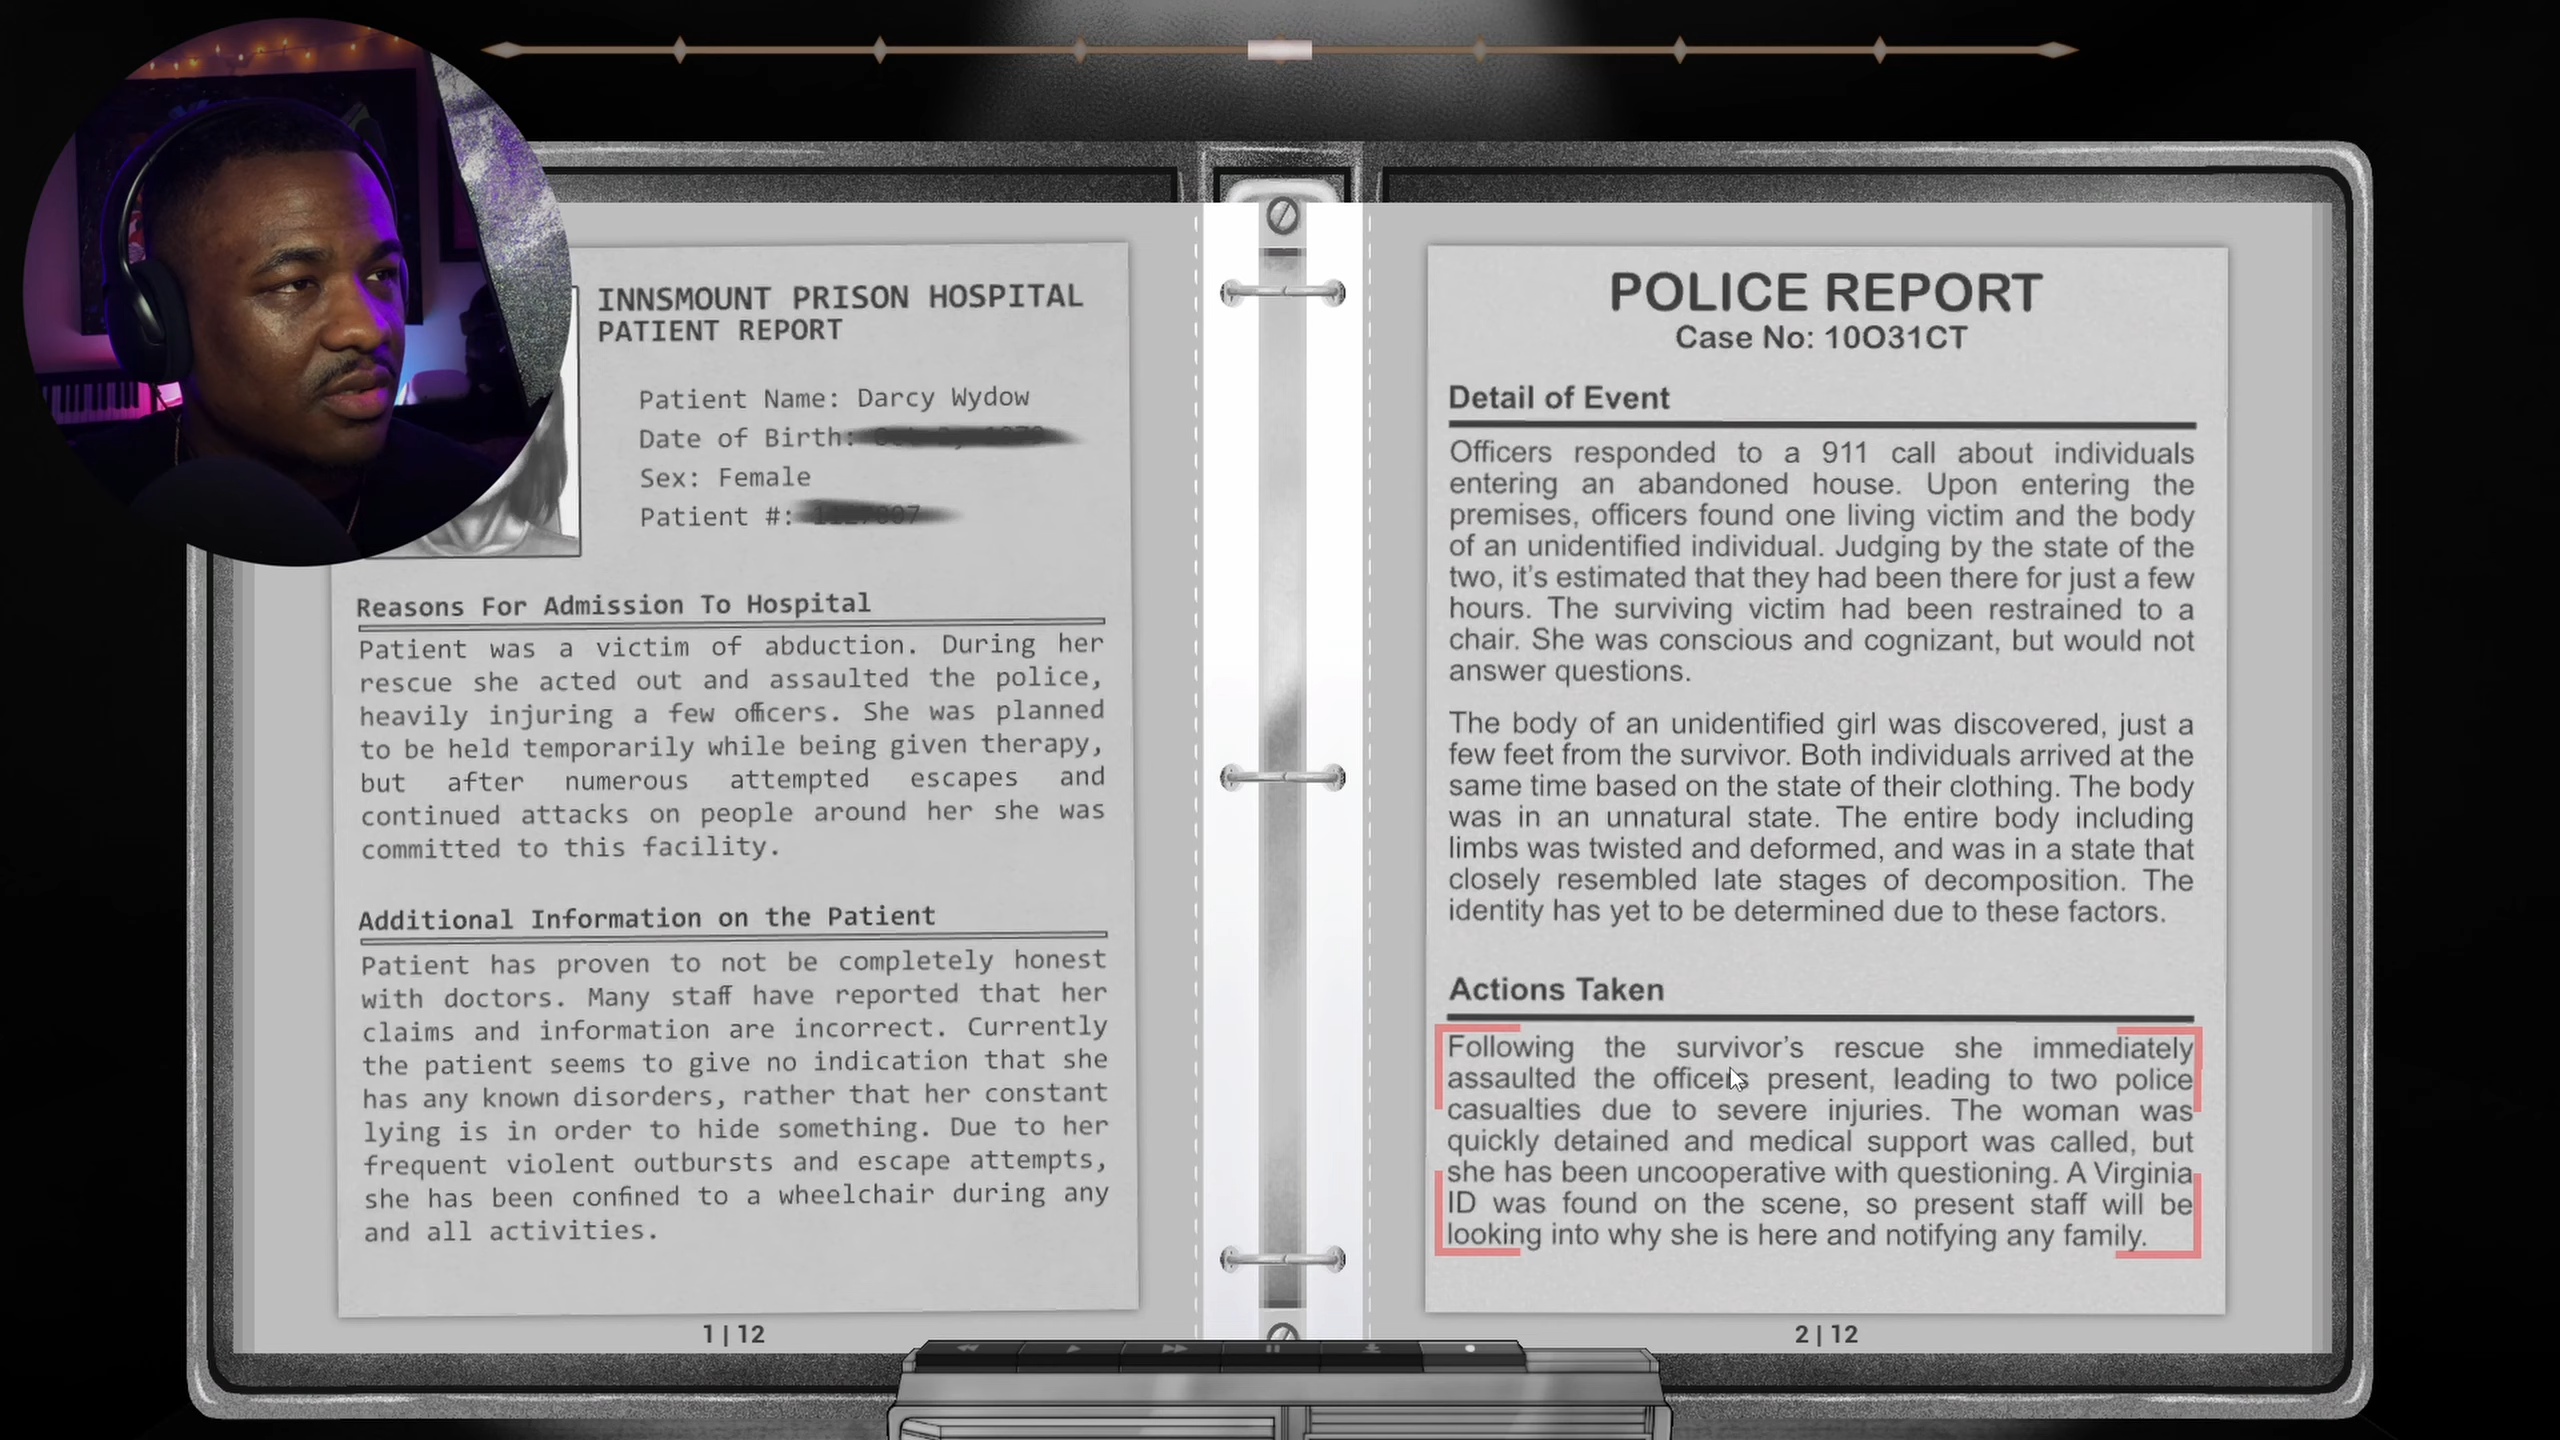 INNSMOUNT PRISON HOSPITAL
PATIENT REPORT
Patient Name: Darcy Wydow
Date of Birth:
Sex: Female
Patient #:
Reasons For Admission To Hospital
Patient was a victim of abduction. During her
rescue she acted out and assaulted the police,
heavily injuring a few officers. She was planned
to be held temporarily while being given therapy,
but after numerous attempted escapes and
continued attacks on people around her she was
committed to this facility.
Additional Information on the Patient
Patient has proven to not be completely honest
with doctors. Many staff have reported that her
claims and information are incorrect. Currently
the patient seems to give no indication that she
has any known disorders, rather that her constant
lying is in order to hide something. Due to her
frequent violent outbursts and escape attempts,
she has been confined to a wheelchair during any
and all activities.
1 | 12
POLICE REPORT
Case No: 10O31CT
Detail of Event
Officers responded to a 911 call about individuals
entering an abandoned house. Upon entering the
premises, officers found one living victim and the body
of an unidentified individual. Judging by the state of the
two, it's estimated that they had been there for just a few
hours. The surviving victim had been restrained to a
chair. She was conscious and cognizant, but would not
answer questions.
The body of an unidentified girl was discovered, just a
few feet from the survivor. Both individuals arrived at the
same time based on the state of their clothing. The body
was in an unnatural state. The entire body including
limbs was twisted and deformed, and was in a state that
closely resembled late stages of decomposition. The
identity has yet to be determined due to these factors.
Actions Taken
Following the survivor's rescue she immediately
assaulted the officers present, leading to two police
casualties due to severe injuries. The woman was
quickly detained and medical support was called, but
she has been uncooperative with questioning. A Virginia
ID was found on the scene, so present staff will be
looking into why she is here and notifying any family.
2 | 12